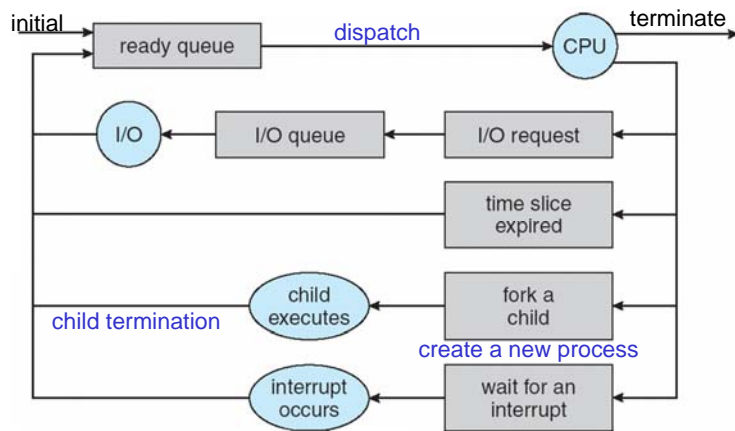 initial
terminate
dispatch
ready queue
CPU
I/O
I/O queue
I/O request
time slice
expired
child
executes
fork a
child
child termination
create a new process
interrupt
occurs
wait for an
interrupt